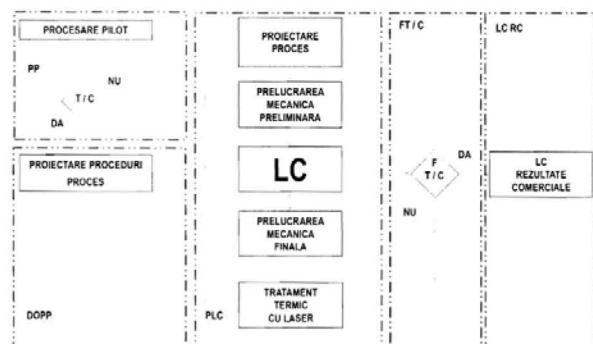 PROCESARE PILOT
PP
NU
T / C
DA
PROIECTARE PROCEDURI
PROCES
DOPP
PROIECTARE
PROCES
PRELUCRAREA
MECANICA
PRELIMINARA
LC
PRELUCRAREA
MECANICA
FINALA
TRATAMENT
TERMIC
CU LASER
PLC
FT / C
F
T / C
DA
NU
LC RC
LC
REZULTATE
COMERCIALE